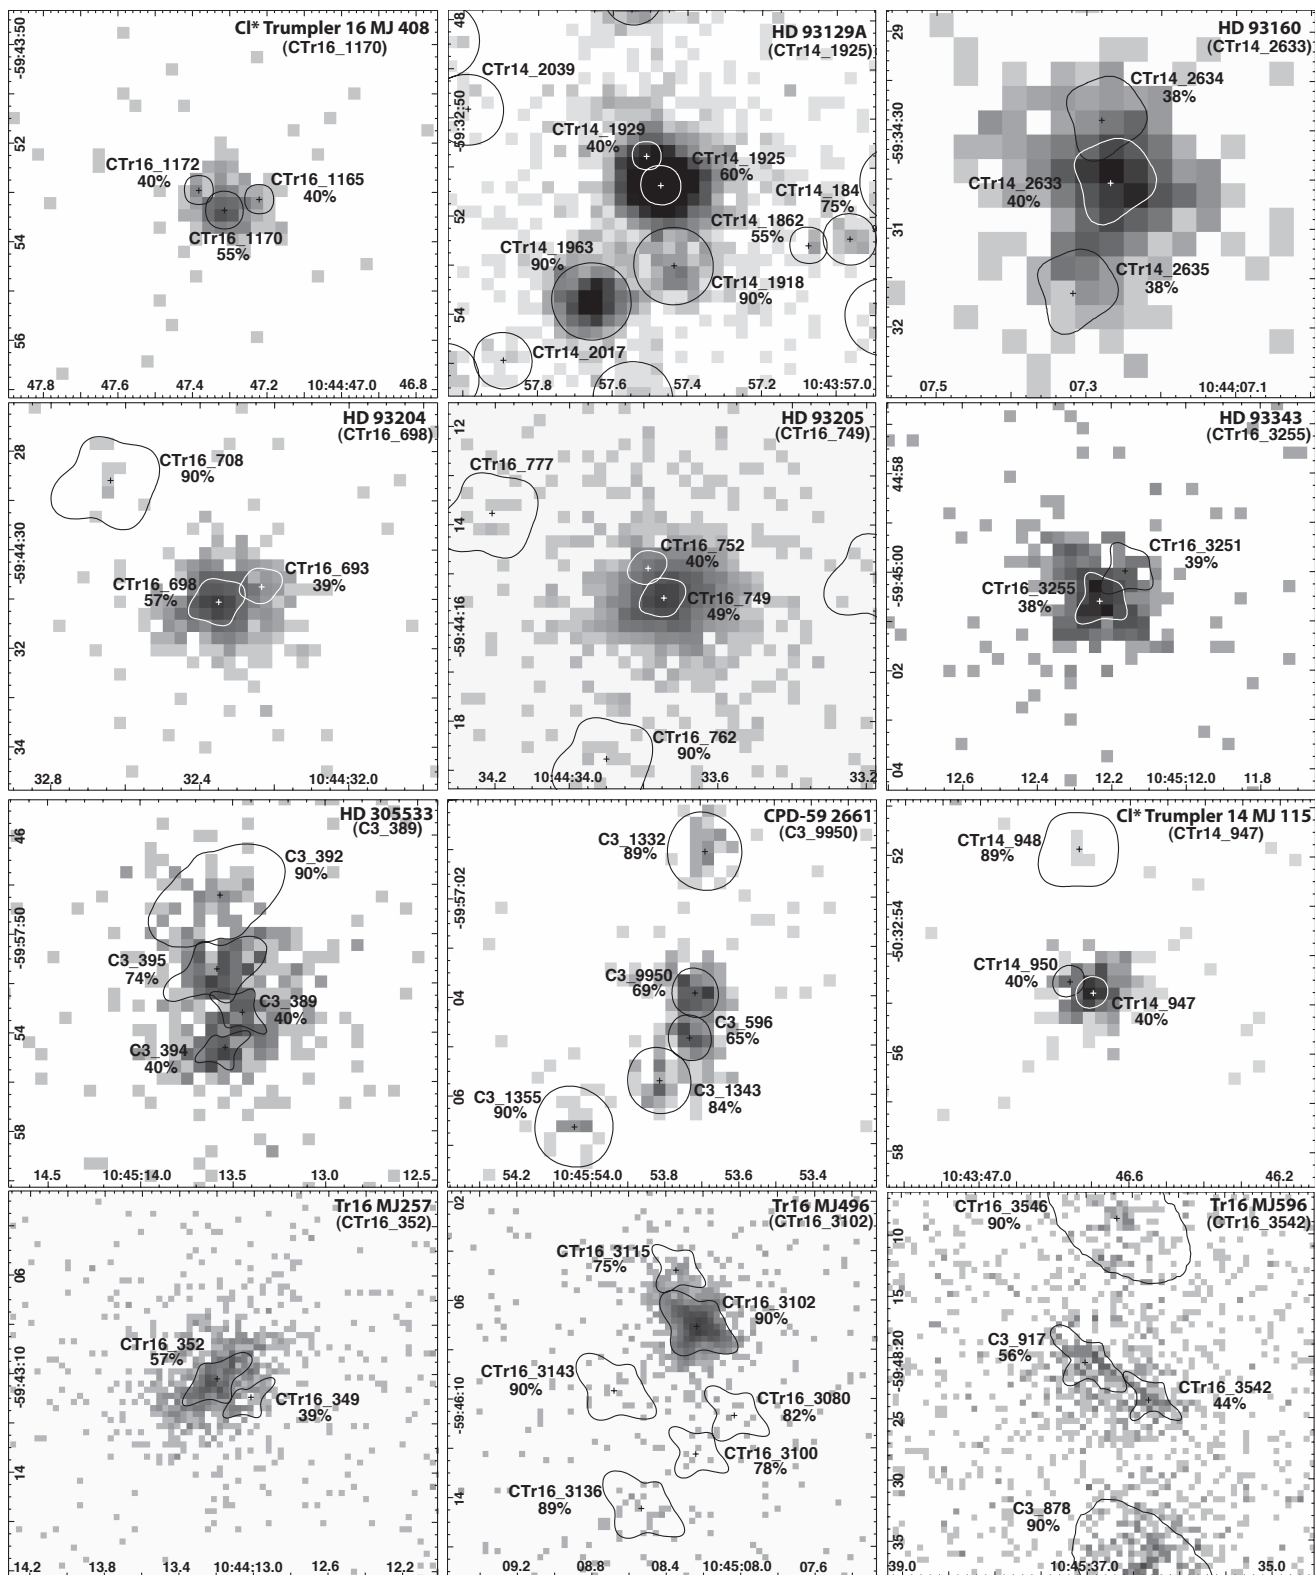 Cl* Trumpler 16 MJ 408
(CTr16_1170)
-59:43:50
52
54
56
CTr16_1172
40%
CTr16_1165
40%
CTr16_1170
55%
47.8 47.6 47.4 47.2 10:44:47.0 46.8
HD 93129A
(CTr14_1925)
48
-59:32:50
52
54
CTr14_2039
CTr14_1929
40%
CTr14_1925
60%
CTr14_184
75%
CTr14_1862
55%
CTr14_1963
90%
CTr14_1918
90%
CTr14_2017
57.8 57.6 57.4 57.2 10:43:57.0
HD 93160
(CTr14_2633)
29
-59:34:30
31
32
CTr14_2634
38%
CTr14_2633
40%
CTr14_2635
38%
07.5 07.3 10:44:07.1
HD 93204
(CTr16_698)
28
-59:44:30
32
34
CTr16_708
90%
CTr16_698
57%
CTr16_693
39%
32.8 32.4 10:44:32.0
HD 93205
(CTr16_749)
12
14
-59:44:16
18
CTr16_777
CTr16_752
40%
CTr16_749
49%
CTr16_762
90%
34.2 10:44:34.0 33.6 33.2
HD 93343
(CTr16_3255)
44:58
-59:45:00
02
04
CTr16_3251
39%
CTr16_3255
38%
12.6 12.4 12.2 10:45:12.0 11.8
HD 305533
(C3_389)
46
-59:57:50
54
58
C3_392
90%
C3_395
74%
C3_389
40%
C3_394
40%
14.5 10:45:14.0 13.5 13.0 12.5
CPD-59 2661
(C3_9950)
-59:57:02
04
06
C3_1332
89%
C3_9950
69%
C3_596
65%
C3_1343
84%
C3_1355
90%
54.2 10:45:54.0 53.8 53.6 53.4
Cl* Trumpler 14 MJ 115
(CTr14_947)
52
-50:32:54
56
58
CTr14_948
89%
CTr14_950
40%
CTr14_947
40%
10:43:47.0 46.6 46.2
Tr16 MJ257
(CTr16_352)
06
-59:43:10
14
CTr16_352
57%
CTr16_349
39%
14.2 13.8 13.4 10:44:13.0 12.6 12.2
Tr16 MJ496
(CTr16_3102)
02
06
-59:46:10
14
CTr16_3115
75%
CTr16_3102
90%
CTr16_3143
90%
CTr16_3080
82%
CTr16_3100
78%
CTr16_3136
89%
09.2 08.8 08.4 10:45:08.0 07.6
Tr16 MJ596
(CTr16_3542)
10
15
-59:48:20
25
30
35
CTr16_3546
90%
C3_917
56%
CTr16_3542
44%
C3_878
90%
39.0 10:45:37.0 35.0